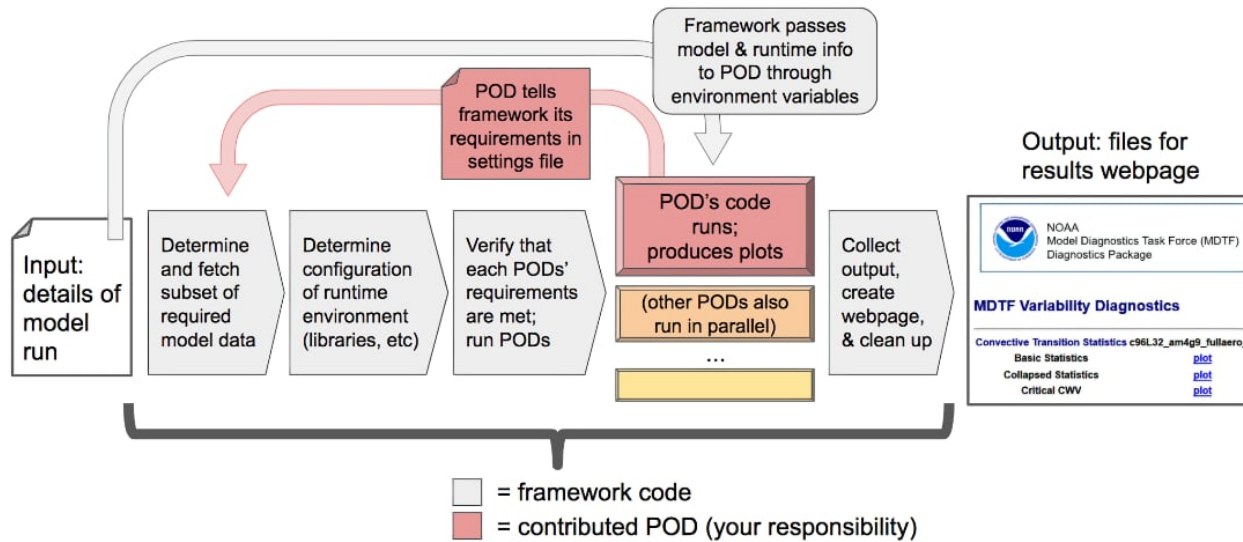 Framework passes
model & runtime info
to POD through
environment variables
POD tells
framework its
requirements in
settings file
Output: files for
results webpage
Input:
details of
model
run
Determine
and fetch
subset of
required
model data
Determine
configuration
of runtime
environment
(libraries, etc)
Verify that
each PODs'
requirements
are met;
run PODs
POD's code
runs;
produces plots
(other PODs also
run in parallel)
...
Collect
output,
create
webpage,
& clean up
NOAA
NOAA
Model Diagnostics Task Force (MDTF)
Diagnostics Package
MDTF Variability Diagnostics
Convective Transition Statistics c96L32_am4g9_fullaero_
Basic Statistics plot
Collapsed Statistics plot
Critical CWV plot
= framework code
= contributed POD (your responsibility)